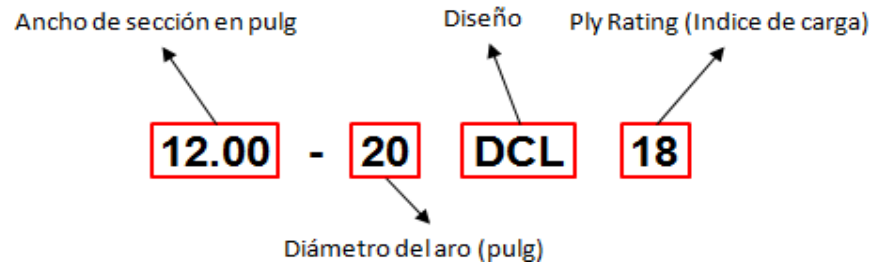 Ancho de sección en pulg
Diseño
Ply Rating (Indice de carga)
12.00 - 20 DCL 18
Diámetro del aro (pulg)